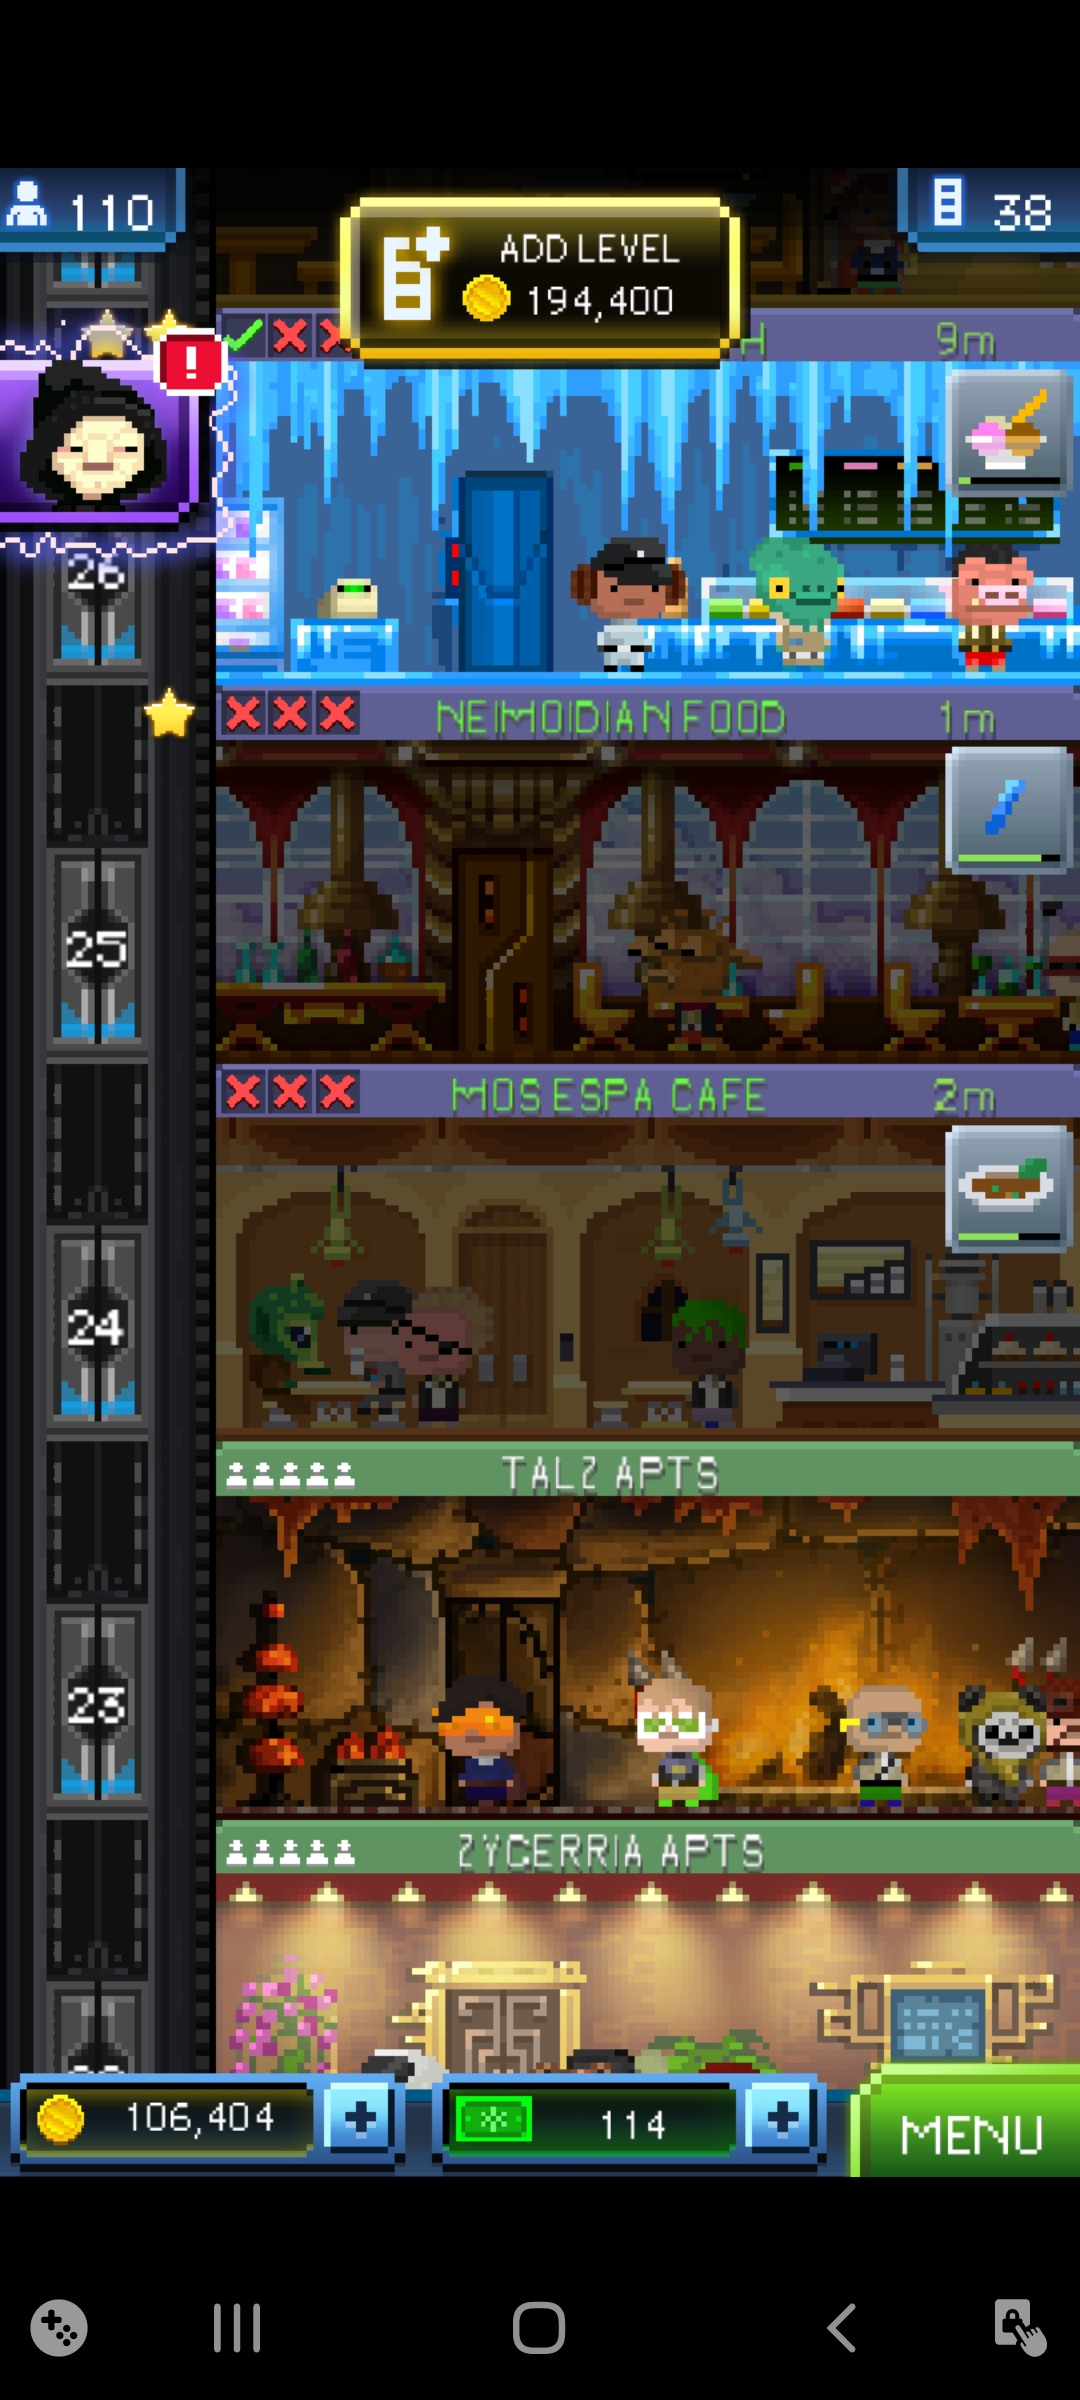 110
ADD LEVEL
194,400
38
H
9m
26
NEIMOIDIAN FOOD
1m
25
MOS ESPA CAFE
2m
24
TALZ APTS
23
ZYGERRIA APTS
106,404
114
MENU